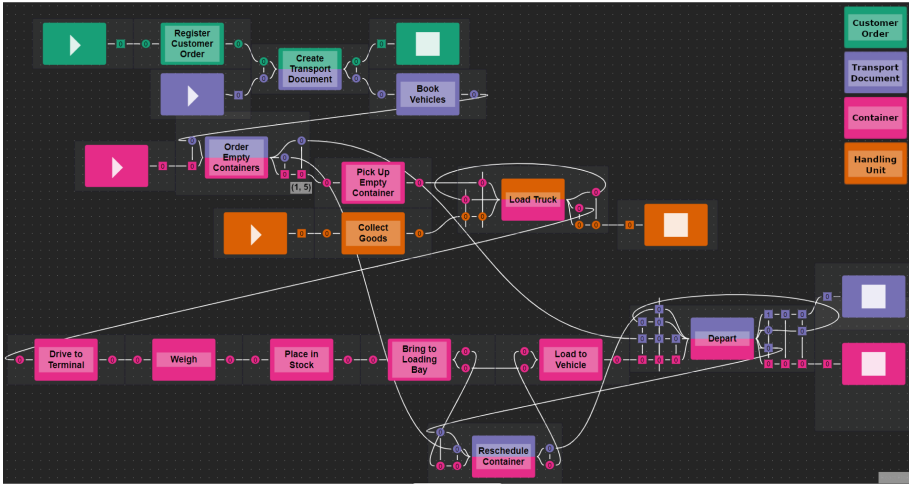 Register
Customer
Order
Create
Transport
Document
Book
Vehicles
Customer
Order
Transport
Document
Container
Handling
Unit
Order
Empty
Containers
(1, 5)
Pick Up
Empty
Container
Load Truck
Collect
Goods
Drive to
Terminal
Weigh
Place in
Stock
Bring to
Loading
Bay
Load to
Vehicle
Depart
Reschedule
Container